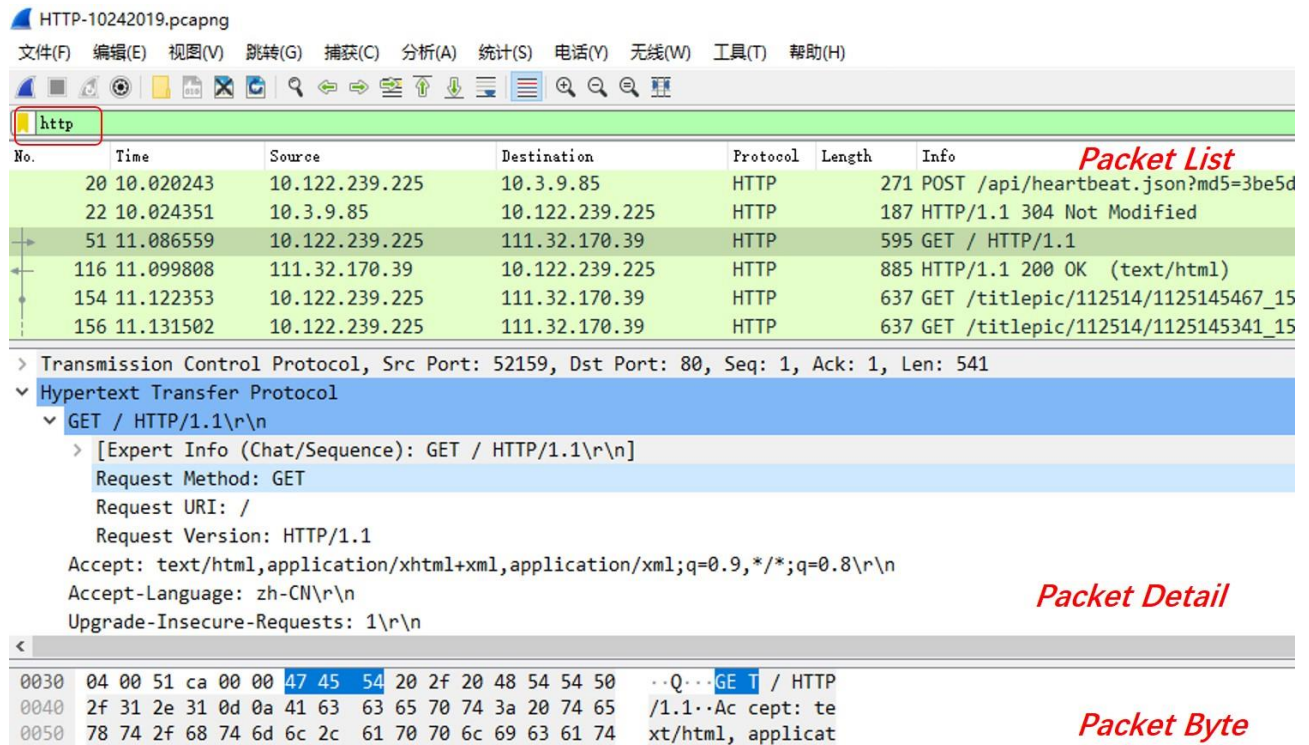 HTTP-10242019.pcapng
文件(F) 编辑(E) 视图(V) 跳转(G) 捕获(C) 分析(A) 统计(S) 电话(Y) 无线(W) 工具(T) 帮助(H)
http
No. Time Source Destination Protocol Length Info
Packet List
20 10.020243 10.122.239.225 10.3.9.85 HTTP 271 POST /api/heartbeat.json?md5=3be5d
22 10.024351 10.3.9.85 10.122.239.225 HTTP 187 HTTP/1.1 304 Not Modified
51 11.086559 10.122.239.225 111.32.170.39 HTTP 595 GET / HTTP/1.1
116 11.099808 111.32.170.39 10.122.239.225 HTTP 885 HTTP/1.1 200 OK (text/html)
154 11.122353 10.122.239.225 111.32.170.39 HTTP 637 GET /titlepic/112514/1125145467_15
156 11.131502 10.122.239.225 111.32.170.39 HTTP 637 GET /titlepic/112514/1125145341_15
> Transmission Control Protocol, Src Port: 52159, Dst Port: 80, Seq: 1, Ack: 1, Len: 541
Hypertext Transfer Protocol
GET / HTTP/1.1\r\n
> [Expert Info (Chat/Sequence): GET / HTTP/1.1\r\n]
Request Method: GET
Request URI: /
Request Version: HTTP/1.1
Accept: text/html,application/xhtml+xml,application/xml;q=0.9,*/*;q=0.8\r\n
Accept-Language: zh-CN\r\n
Packet Detail
Upgrade-Insecure-Requests: 1\r\n
0030 04 00 51 ca 00 00 47 45 54 20 2f 20 48 54 54 50 ··Q···GE T / HTTP
0040 2f 31 2e 31 0d 0a 41 63 63 65 70 74 3a 20 74 65 /1.1··Ac cept: te
0050 78 74 2f 68 74 6d 6c 2c 61 70 70 6c 69 63 61 74 xt/html, applicat
Packet Byte